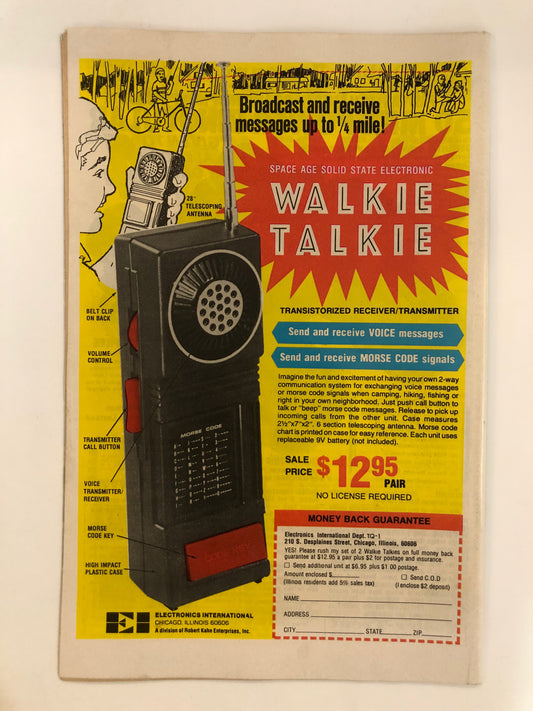 Broadcast and receive
messages up to 1/4 mile!
SPACE AGE SOLID STATE ELECTRONIC
WALKIE
TALKIE
28"
TELESCOPING
ANTENNA
BELT CLIP
ON BACK
VOLUME
CONTROL
TRANSMITTER
CALL BUTTON
VOICE
TRANSMITTER/
RECEIVER
MORSE
CODE KEY
HIGH IMPACT
PLASTIC CASE
MORSE CODE
TRANSISTORIZED RECEIVER/TRANSMITTER
Send and receive VOICE messages
Send and receive MORSE CODE signals
Imagine the fun and excitement of having your own 2-way
communication system for exchanging voice messages
or morse code signals when camping, hiking, fishing or
right in your own neighborhood. Just push call button to
talk or "beep" morse code messages. Release to pick up
incoming calls from the other unit. Case measures
2½"x7"x2". 6 section telescoping antenna. Morse code
chart is printed on case for easy reference. Each unit uses
replaceable 9V battery (not included).
SALE
PRICE $12.95
PAIR
NO LICENSE REQUIRED
MONEY BACK GUARANTEE
Electronics International Dept. TQ-1
210 S. Desplaines Street, Chicago, Illinois, 60606
YES! Please rush my set of 2 Walkie Talkies on full money back
guarantee at $12.95 a pair plus $2 for postage and insurance.
□ Send additional unit at $6.95 plus $1.00 postage.
Amount enclosed $
(Illinois residents add 5% sales tax)
□ Send C.O.D
(I enclose $2 deposit)
NAME
ADDRESS
CITY STATE ZIP
EI
ELECTRONICS INTERNATIONAL
CHICAGO, ILLINOIS 60606
A division of Robert Kahn Enterprises, Inc.